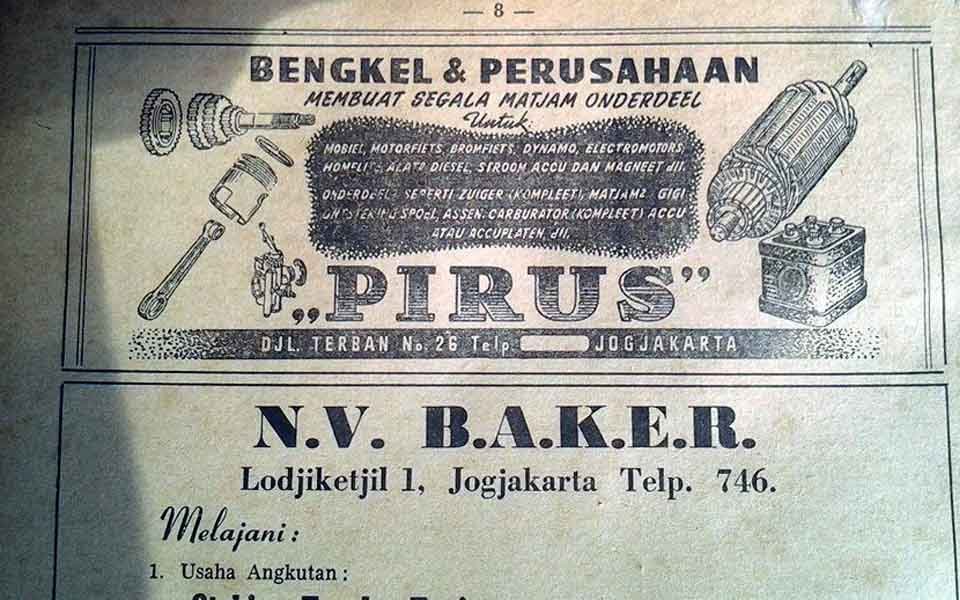 — 8 —
BENGKEL & PERUSAHAAN
MEMBUAT SEGALA MATJAM ONDERDEEL
Untuk:
MOBIEL, MOTORFIETS, BROMFIETS, DYNAMO, ELECTROMOTORS
DIESEL, STROOM ACCU DAN MAGNEET dll.
ONDERDEEL SEPERTI ZUIGER (KOMPLEET), MATJAM2 GIGI
SPOEL, ASSEN, CARBURATOR (KOMPLEET) ACCU
ATAU ACCUPLATEN, dll.
„PIRUS”
DJL. TERBAN No. 26 Telp. JOGJAKARTA
N.V. B.A.K.E.R.
Lodjiketjil 1, Jogjakarta Telp. 746.
Melajani :
1. Usaha Angkutan :